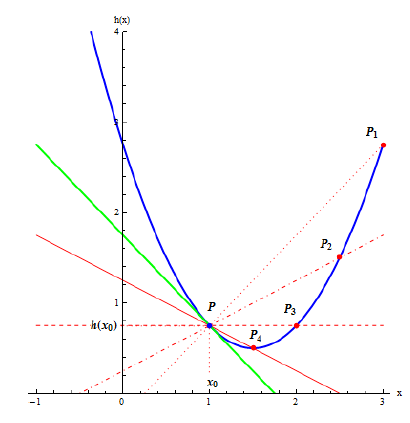 h(x)
4
3
P₁
P₂
2
1
P
P₃
h(x₀)
P₄
x₀
x
−1
0
1
2
3